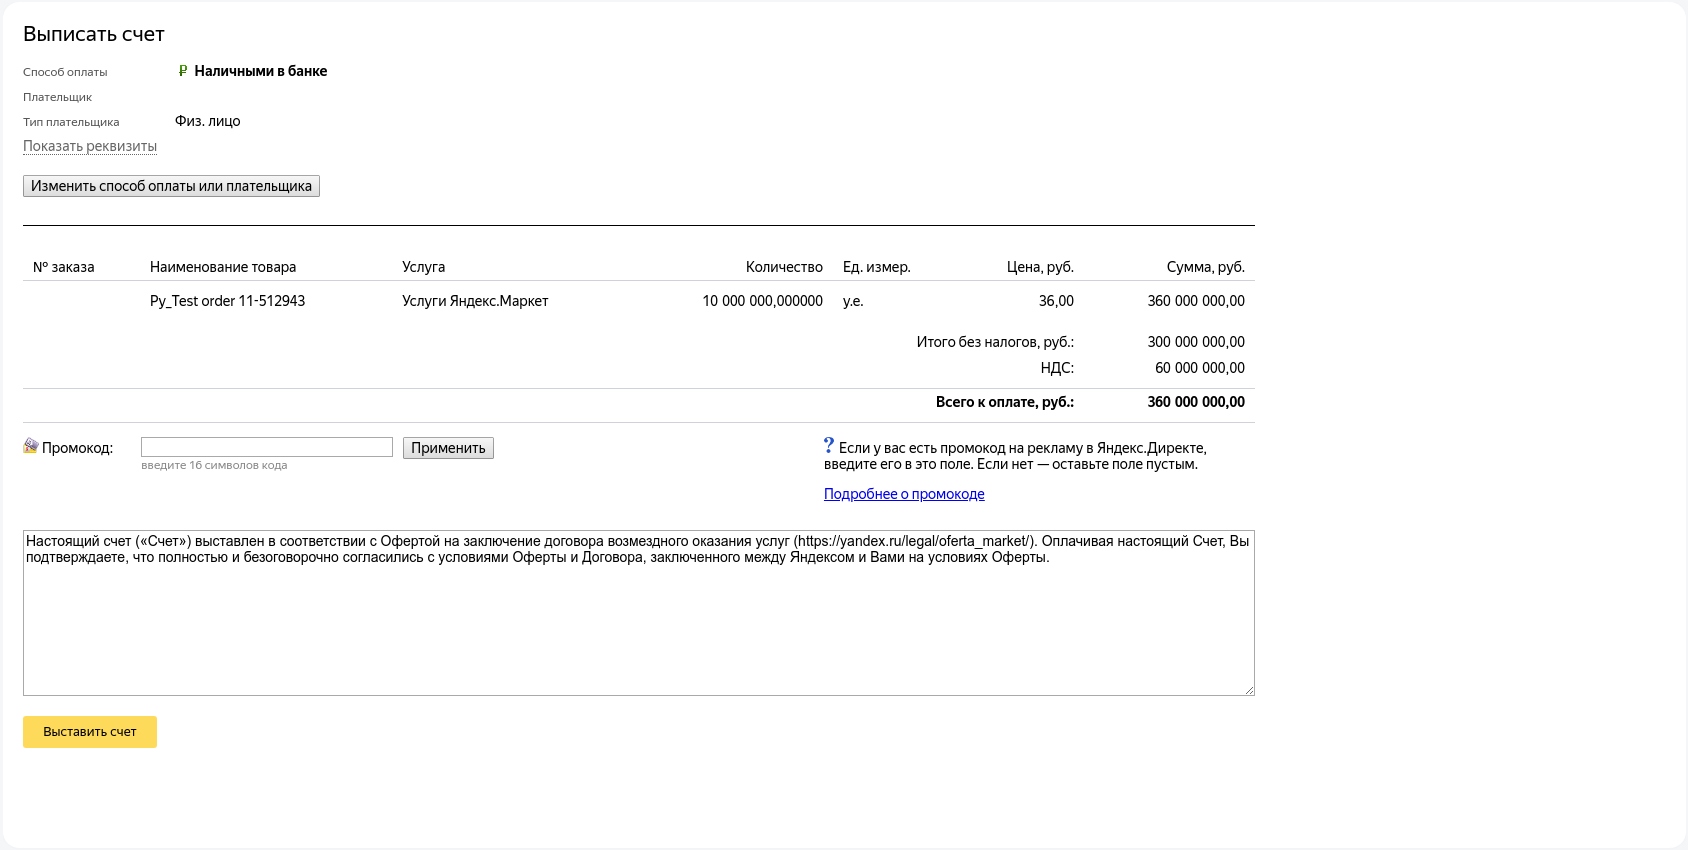 Выписать счет
Способ оплаты ₽ Наличными в банке
Плательщик
Тип плательщика Физ. лицо
Показать реквизиты
Изменить способ оплаты или плательщика
№ заказа Наименование товара Услуга Количество Ед. измер. Цена, руб. Сумма, руб.
Py_Test order 11-512943 Услуги Яндекс.Маркет 10 000 000,000000 у.е. 36,00 360 000 000,00
Итого без налогов, руб.: 300 000 000,00
НДС: 60 000 000,00
Всего к оплате, руб.: 360 000 000,00
Промокод: Применить
введите 16 символов кода
? Если у вас есть промокод на рекламу в Яндекс.Директе,
введите его в это поле. Если нет — оставьте поле пустым.
Подробнее о промокоде
Настоящий счет («Счет») выставлен в соответствии с Офертой на заключение договора возмездного оказания услуг (https://yandex.ru/legal/oferta_market/). Оплачивая настоящий Счет, Вы
подтверждаете, что полностью и безоговорочно согласились с условиями Оферты и Договора, заключенного между Яндексом и Вами на условиях Оферты.
Выставить счет